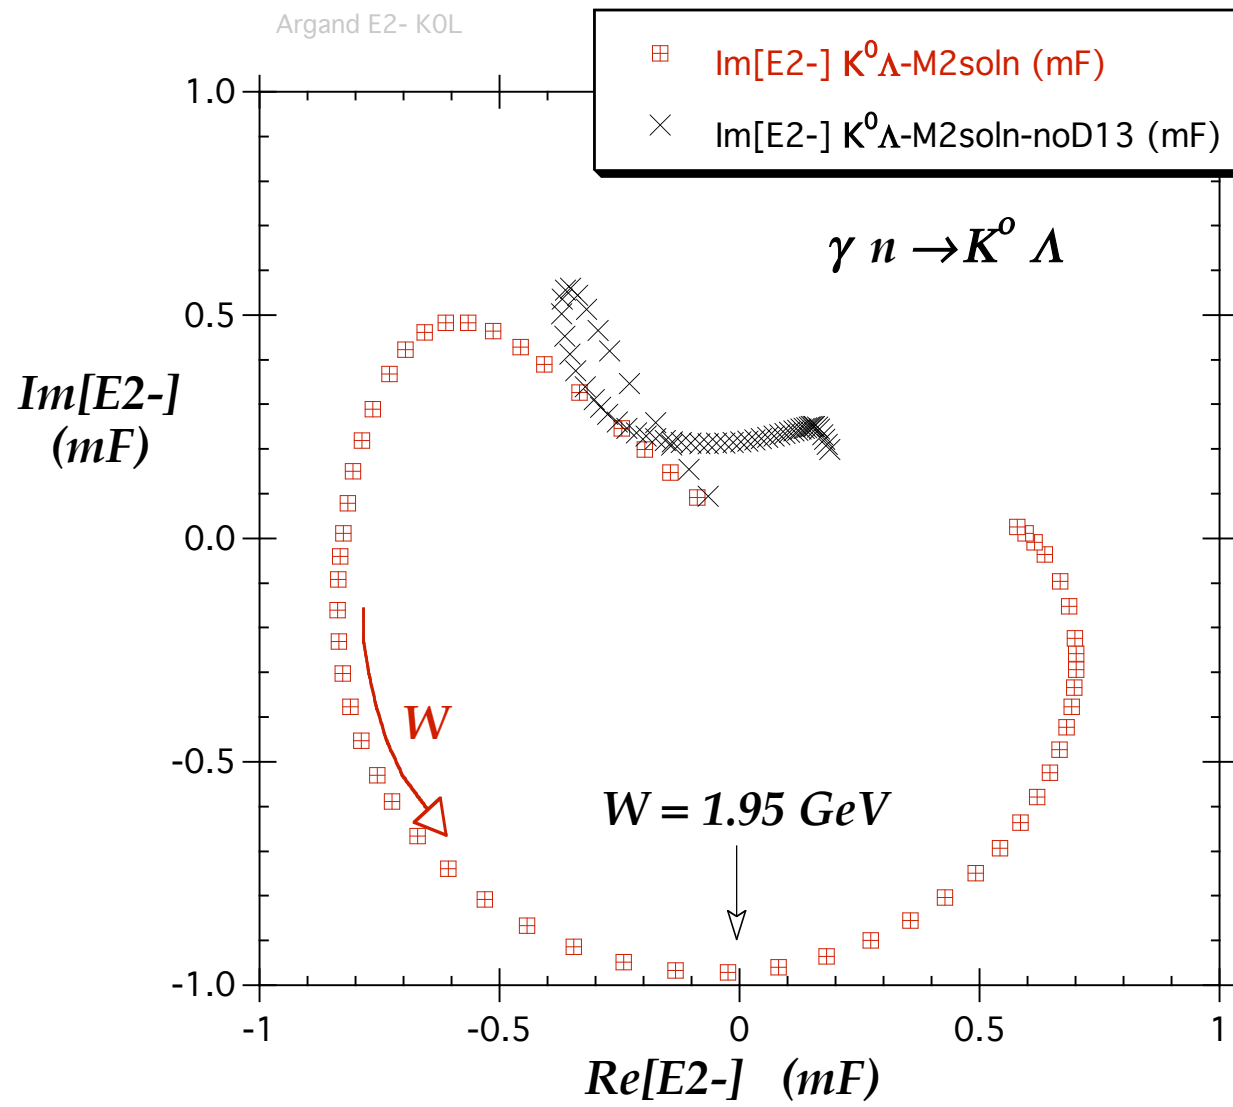 Argand E2- K0L
Im[E2-] K⁰Λ-M2soln (mF)
Im[E2-] K⁰Λ-M2soln-noD13 (mF)
γ n → K⁰ Λ
1.0
0.5
0.0
-0.5
-1.0
Im[E2-]
(mF)
W
W = 1.95 GeV
-1
-0.5
0
0.5
1
Re[E2-] (mF)